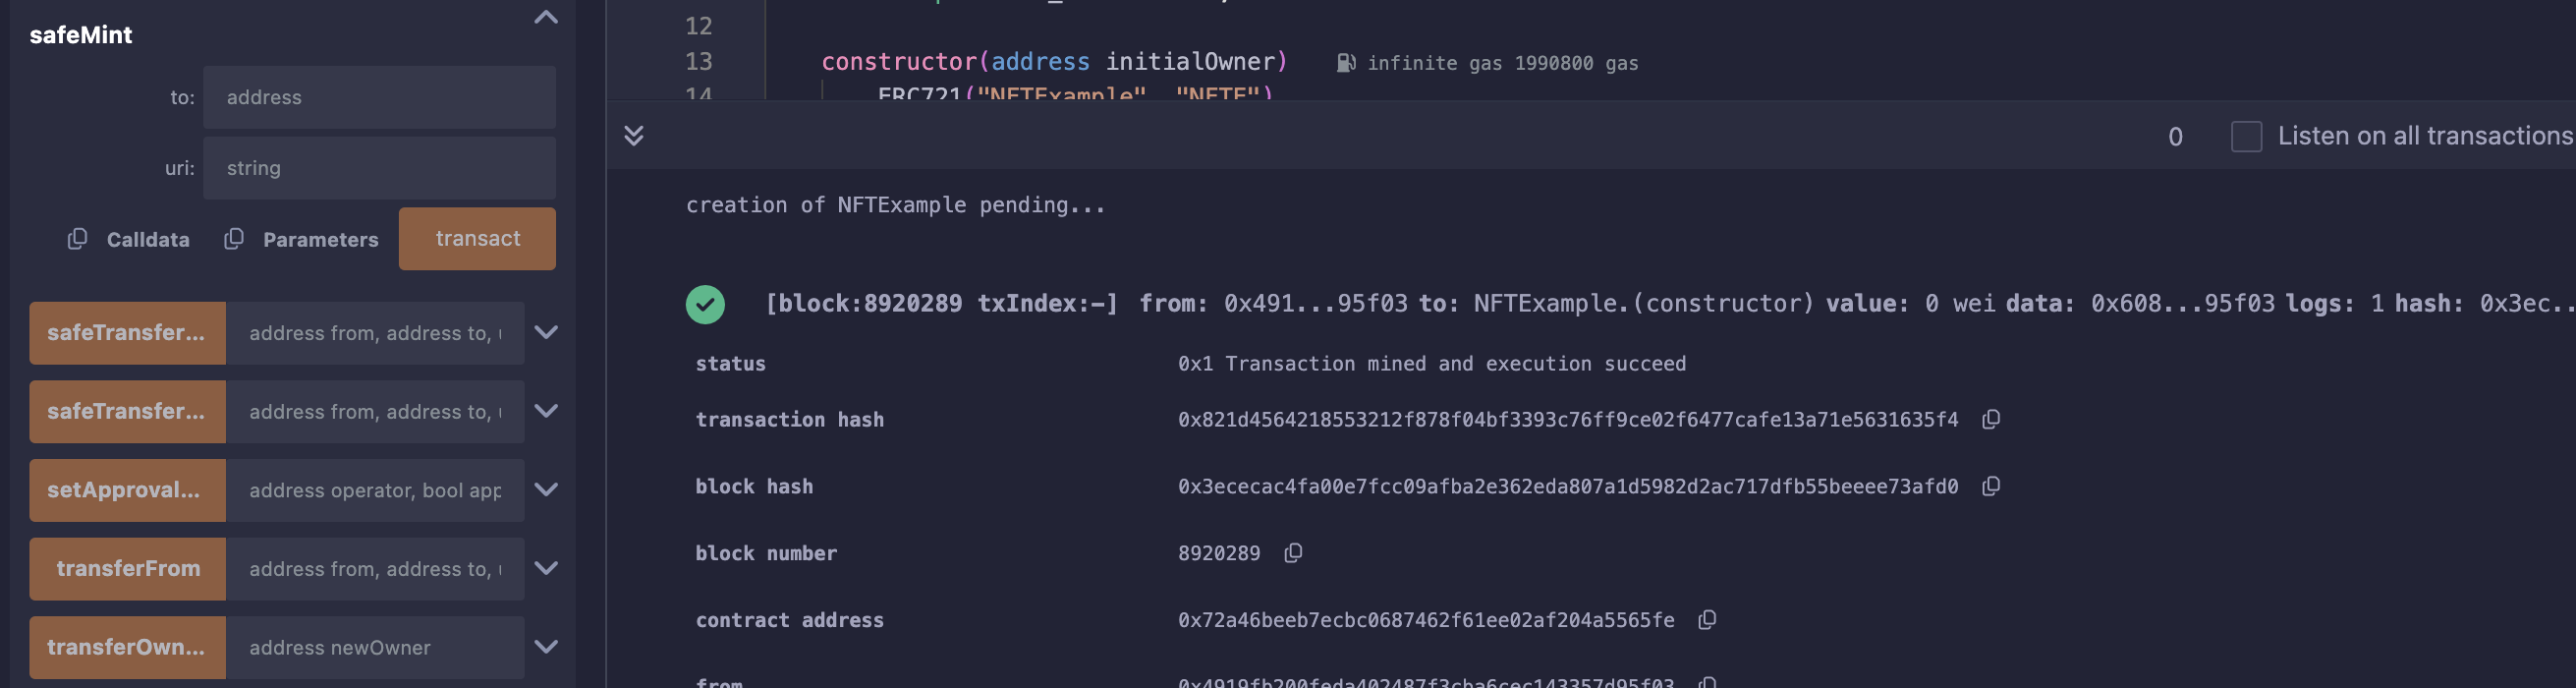 safeMint
to: address
uri: string
Calldata Parameters transact
safeTransfer... address from, address to,
safeTransfer... address from, address to,
setApproval... address operator, bool app
transferFrom address from, address to,
transferOwn... address newOwner
12
13 constructor(address initialOwner) infinite gas 1990800 gas
14 ERC721("NFTExample", "NFTE")
0 Listen on all transactions
creation of NFTExample pending...
[block:8920289 txIndex:-] from: 0x491...95f03 to: NFTExample.(constructor) value: 0 wei data: 0x608...95f03 logs: 1 hash: 0x3ec...
status 0x1 Transaction mined and execution succeed
transaction hash 0x821d4564218553212f878f04bf3393c76ff9ce02f6477cafe13a71e5631635f4
block hash 0x3ececac4fa00e7fcc09afba2e362eda807a1d5982d2ac717dfb55beeee73afd0
block number 8920289
contract address 0x72a46beeb7ecbc0687462f61ee02af204a5565fe
from 0x4919fb200feda402487f3cba6cec143357d95f03